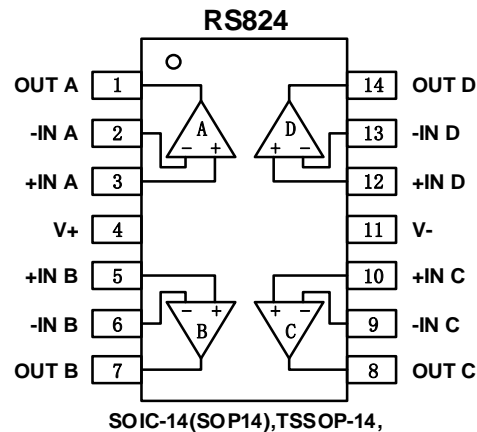 RS824
OUT A 1 14 OUT D
-IN A 2 A D 13 -IN D
- + + -
+IN A 3 12 +IN D
V+ 4 11 V-
+IN B 5 10 +IN C
- + + -
-IN B 6 B C 9 -IN C
OUT B 7 8 OUT C
SOIC-14(SOP14),TSSOP-14,